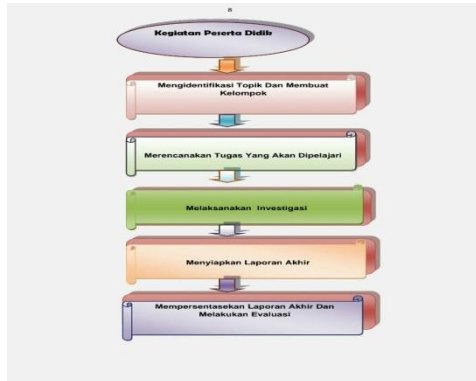 Kegiatan Peserta Didik
Mengidentifikasi Topik Dan Membuat
Kelompok
Merencanakan Tugas Yang Akan Dipelajari
Melaksanakan Investigasi
Menyiapkan Laporan Akhir
Mempersentasekan Laporan Akhir Dan
Melakukan Evaluasi